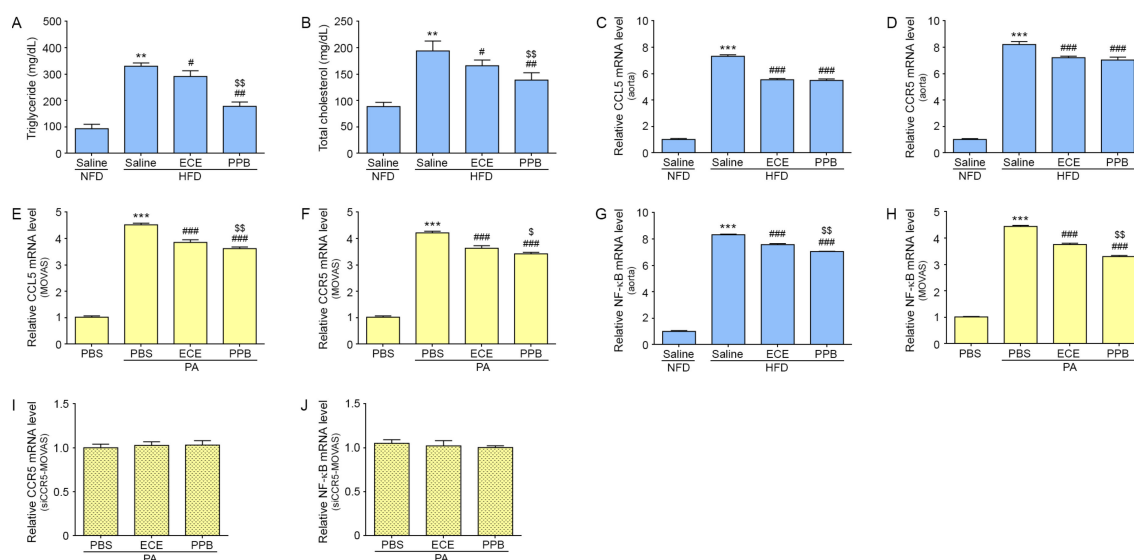 A
Triglyceride (mg/dL)
500
400
300
200
100
0
**
#
$$
##
Saline
Saline
ECE
PPB
NFD
HFD
B
Total cholesterol (mg/dL)
250
200
150
100
50
0
**
#
$$
##
Saline
Saline
ECE
PPB
NFD
HFD
C
Relative CCL5 mRNA level
(aorta)
10
8
6
4
2
0
***
###
###
Saline
Saline
ECE
PPB
NFD
HFD
D
Relative CCR5 mRNA level
(aorta)
10
8
6
4
2
0
***
###
###
Saline
Saline
ECE
PPB
NFD
HFD
E
Relative CCL5 mRNA level
(MOVAS)
5
4
3
2
1
0
***
###
$$
###
PBS
PBS
ECE
PPB
PA
F
Relative CCR5 mRNA level
(MOVAS)
5
4
3
2
1
0
***
###
$
###
PBS
PBS
ECE
PPB
PA
G
Relative NF-κB mRNA level
(aorta)
10
8
6
4
2
0
***
###
$$
###
Saline
Saline
ECE
PPB
NFD
HFD
H
Relative NF-κB mRNA level
(MOVAS)
5
4
3
2
1
0
***
###
$$
###
PBS
PBS
ECE
PPB
PA
I
Relative CCR5 mRNA level
(siCCR5-MOVAS)
1.5
1.0
0.5
0
PBS
ECE
PPB
PA
J
Relative NF-κB mRNA level
(siCCR5-MOVAS)
1.5
1.0
0.5
0
PBS
ECE
PPB
PA